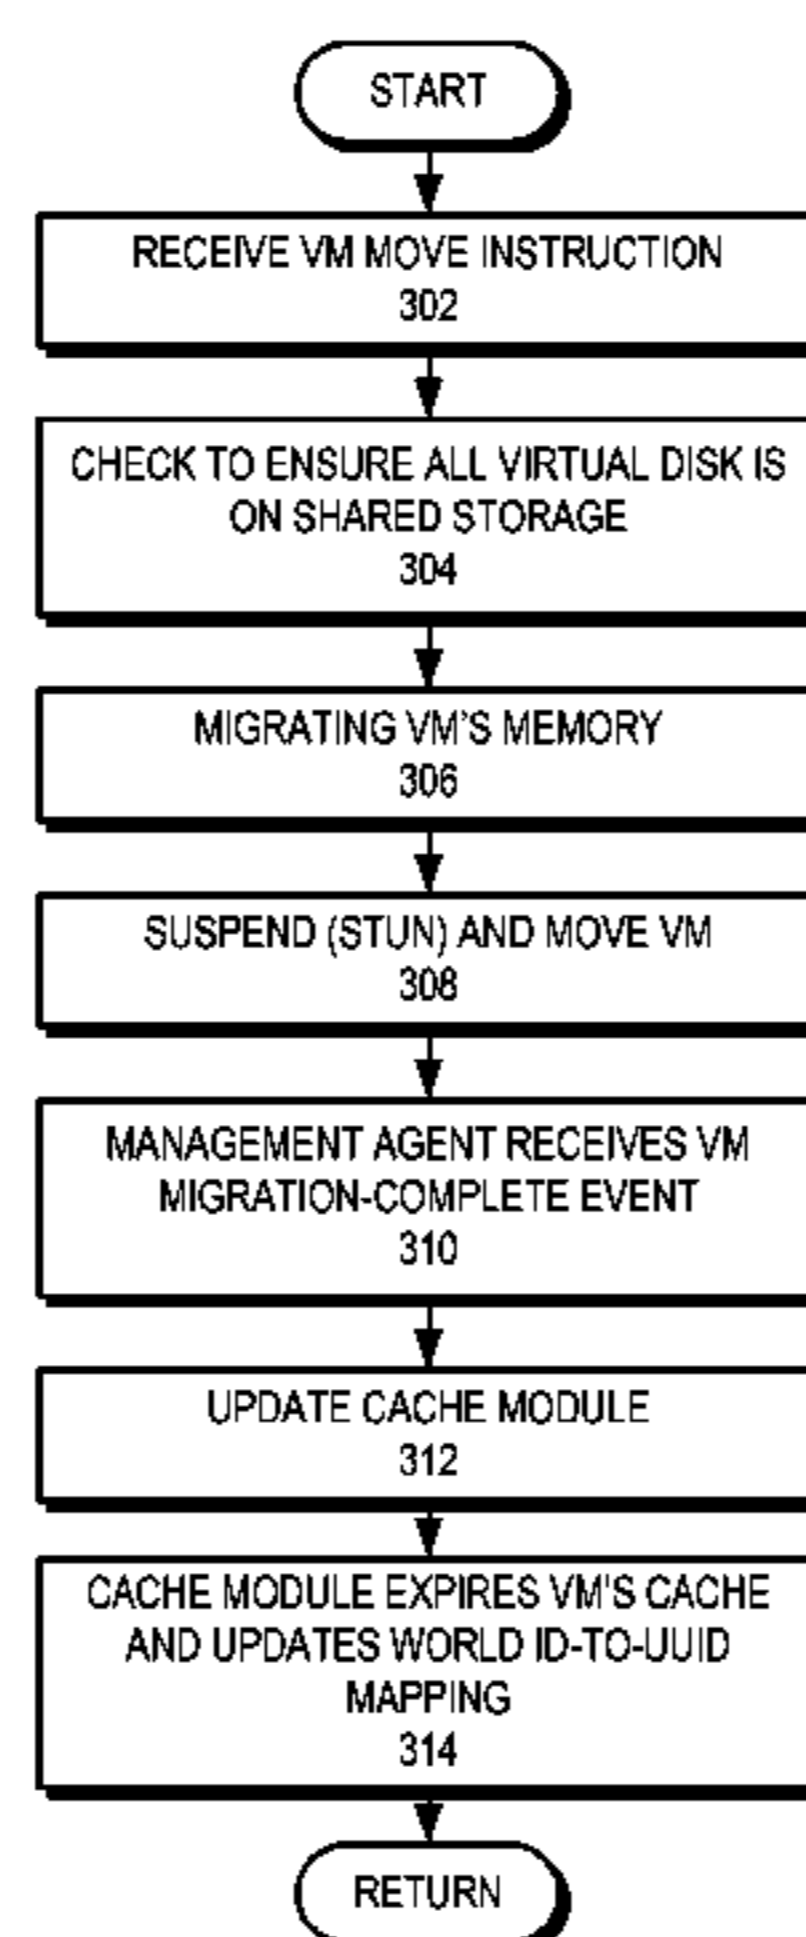 START
RECEIVE VM MOVE INSTRUCTION
302
CHECK TO ENSURE ALL VIRTUAL DISK IS
ON SHARED STORAGE
304
MIGRATING VM'S MEMORY
306
SUSPEND (STUN) AND MOVE VM
308
MANAGEMENT AGENT RECEIVES VM
MIGRATION-COMPLETE EVENT
310
UPDATE CACHE MODULE
312
CACHE MODULE EXPIRES VM'S CACHE
AND UPDATES WORLD ID-TO-UUID
MAPPING
314
RETURN